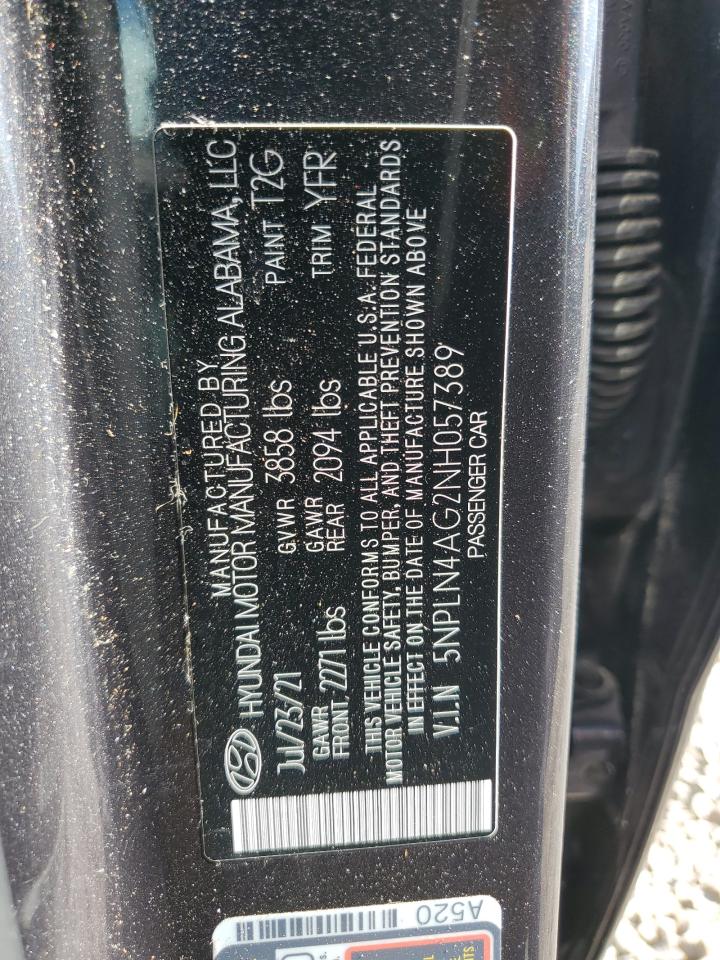 MANUFACTURED BY
HYUNDAI MOTOR MANUFACTURING ALABAMA, LLC
Jul/23/21 GVWR 3858 lbs PAINT T2G
GAWR FRONT 2271 lbs GAWR REAR 2094 lbs TRIM YFR
THIS VEHICLE CONFORMS TO ALL APPLICABLE U.S.A. FEDERAL
MOTOR VEHICLE SAFETY, BUMPER, AND THEFT PREVENTION STANDARDS
IN EFFECT ON THE DATE OF MANUFACTURE SHOWN ABOVE
V.I.N 5NPLN4AG2NH057389
PASSENGER CAR
A520